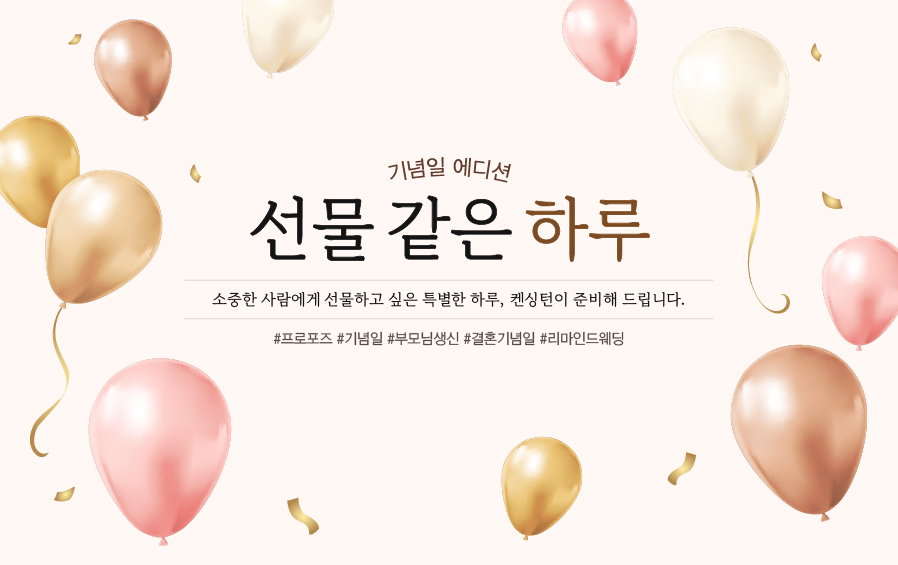 기념일 에디션
선물 같은 하루
소중한 사람에게 선물하고 싶은 특별한 하루, 켄싱턴이 준비해 드립니다.
#프로포즈 #기념일 #부모님생신 #결혼기념일 #리마인드웨딩